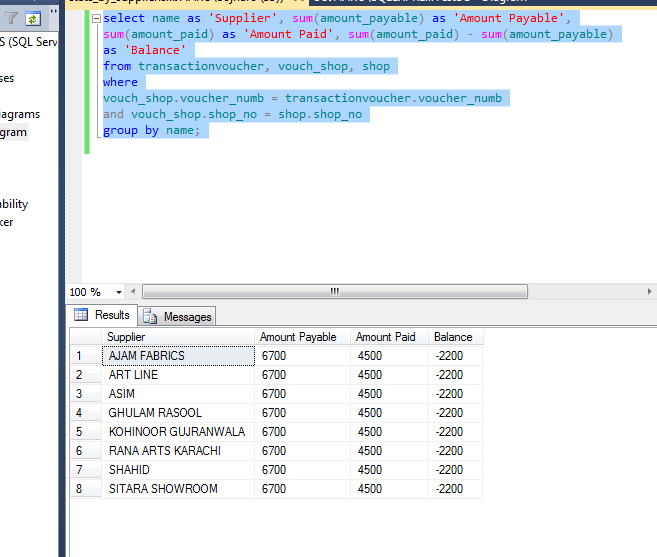 S (SQL Serv
ses
iagrams
gram
ability
ker
select name as 'Supplier', sum(amount_payable) as 'Amount Payable',
sum(amount_paid) as 'Amount Paid', sum(amount_paid) - sum(amount_payable)
as 'Balance'
from transactionvoucher, vouch_shop, shop
where
vouch_shop.voucher_numb = transactionvoucher.voucher_numb
and vouch_shop.shop_no = shop.shop_no
group by name;
100 %
Results Messages
Supplier Amount Payable Amount Paid Balance
1 AJAM FABRICS 6700 4500 -2200
2 ART LINE 6700 4500 -2200
3 ASIM 6700 4500 -2200
4 GHULAM RASOOL 6700 4500 -2200
5 KOHINOOR GUJRANWALA 6700 4500 -2200
6 RANA ARTS KARACHI 6700 4500 -2200
7 SHAHID 6700 4500 -2200
8 SITARA SHOWROOM 6700 4500 -2200